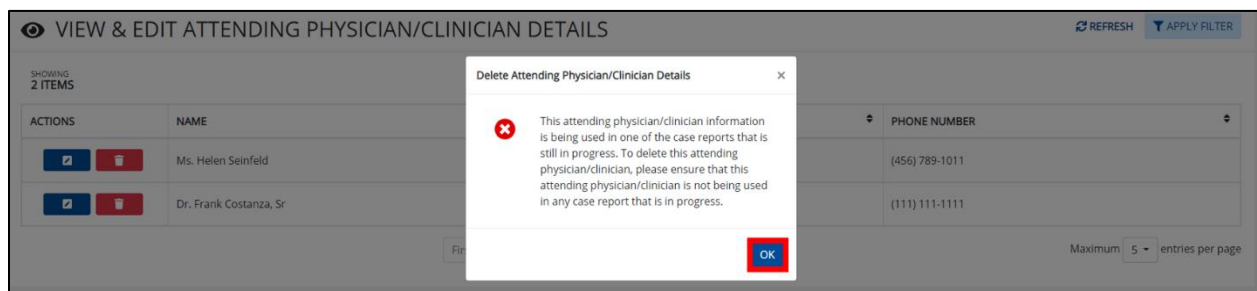 VIEW & EDIT ATTENDING PHYSICIAN/CLINICIAN DETAILS
REFRESH
APPLY FILTER
SHOWING
2 ITEMS
Delete Attending Physician/Clinician Details
×
This attending physician/clinician information
is being used in one of the case reports that is
still in progress. To delete this attending
physician/clinician, please ensure that this
attending physician/clinician is not being used
in any case report that is in progress.
OK
ACTIONS NAME PHONE NUMBER
Ms. Helen Seinfeld (456) 789-1011
Dr. Frank Costanza, Sr (111) 111-1111
Maximum 5 entries per page